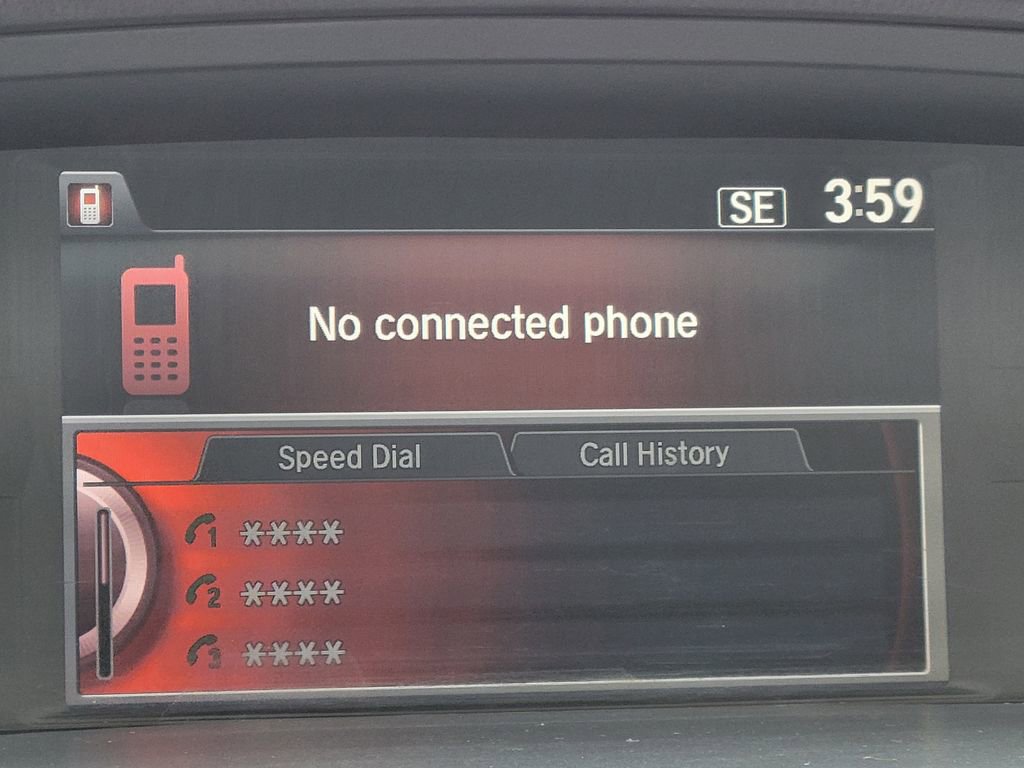 SE 3:59
No connected phone
Speed Dial Call History
1 ****
2 ****
3 ****